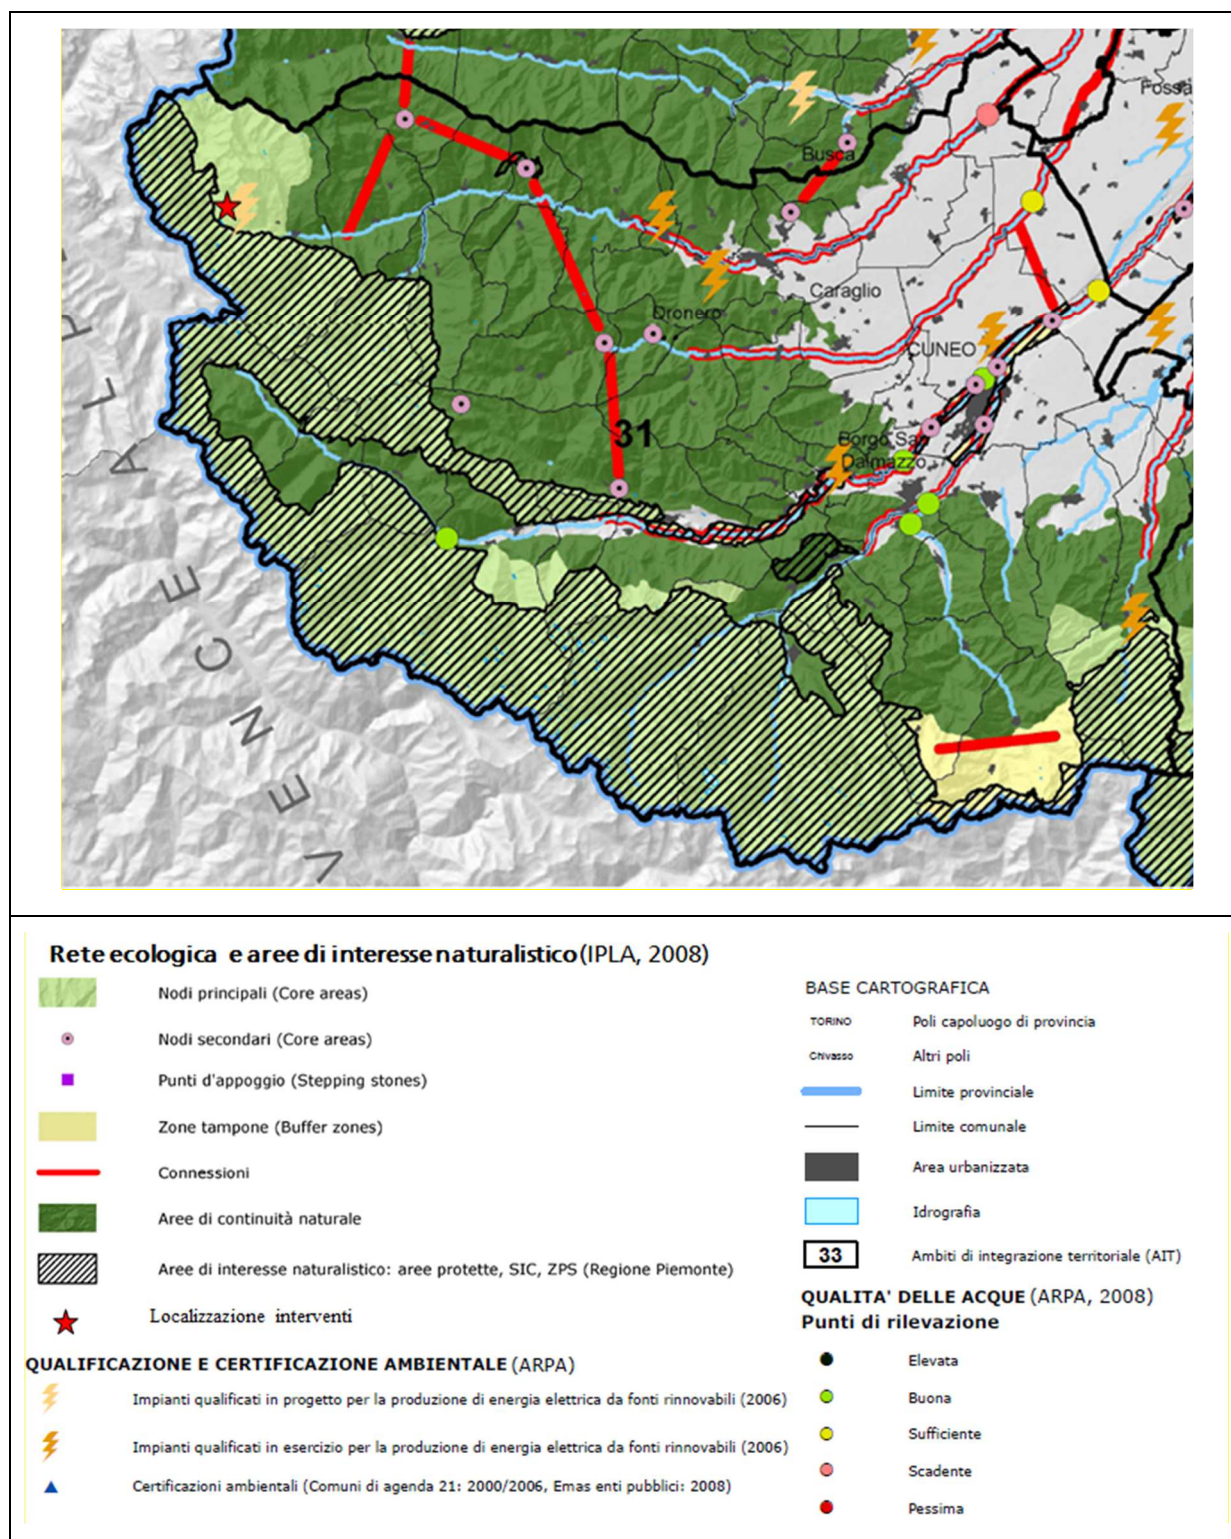 Fossa
Busca
Caraglio
Dronero
CUNEO
31
Borgo San
Dalmazzo
ALPE
VENCE
Rete ecologica e aree di interesse naturalistico (IPLA, 2008)
Nodi principali (Core areas)
Nodi secondari (Core areas)
Punti d'appoggio (Stepping stones)
Zone tampone (Buffer zones)
Connessioni
Aree di continuità naturale
Aree di interesse naturalistico: aree protette, SIC, ZPS (Regione Piemonte)
Localizzazione interventi
QUALIFICAZIONE E CERTIFICAZIONE AMBIENTALE (ARPA)
Impianti qualificati in progetto per la produzione di energia elettrica da fonti rinnovabili (2006)
Impianti qualificati in esercizio per la produzione di energia elettrica da fonti rinnovabili (2006)
Certificazioni ambientali (Comuni di agenda 21: 2000/2006, Emas enti pubblici: 2008)
BASE CARTOGRAFICA
TORINO Poli capoluogo di provincia
Chivasso Altri poli
Limite provinciale
Limite comunale
Area urbanizzata
Idrografia
33 Ambiti di integrazione territoriale (AIT)
QUALITA' DELLE ACQUE (ARPA, 2008)
Punti di rilevazione
Elevata
Buona
Sufficiente
Scadente
Pessima